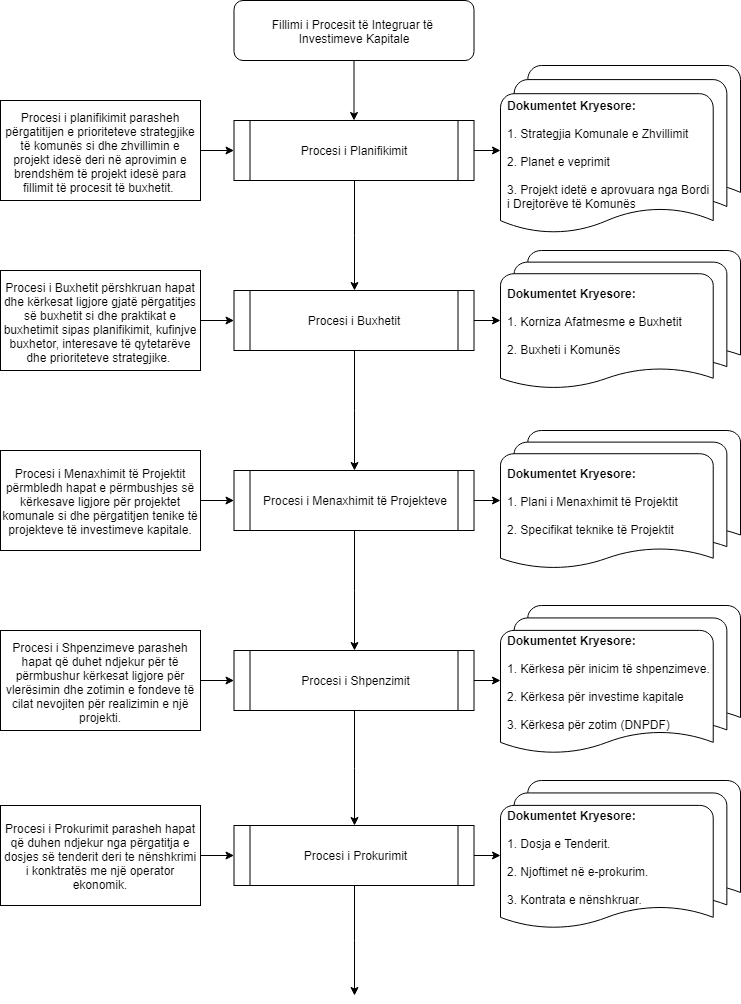 Fillimi i Procesit të Integruar të
Investimeve Kapitale
Procesi i planifikimit parasheh
përgatitjen e prioriteteve strategjike
të komunës si dhe zhvillimin e
projekt idesë deri në aprovimin e
brendshëm të projekt idesë para
fillimit të procesit të buxhetit.
Procesi i Planifikimit
Dokumentet Kryesore:
1. Strategjia Komunale e Zhvillimit
2. Planet e veprimit
3. Projekt idetë e aprovuara nga Bordi
i Drejtorëve të Komunës
Procesi i Buxhetit përshkruan hapat
dhe kërkesat ligjore gjatë përgatitjes
së buxhetit si dhe praktikat e
buxhetimit sipas planifikimit, kufinjve
buxhetor, interesave të qytetarëve
dhe prioriteteve strategjike.
Procesi i Buxhetit
Dokumentet Kryesore:
1. Korniza Afatmesme e Buxhetit
2. Buxheti i Komunës
Procesi i Menaxhimit të Projektit
përmbledh hapat e përmbushjes së
kërkesave ligjore për projektet
komunale si dhe përgatitjen tenike të
projekteve të investimeve kapitale.
Procesi i Menaxhimit të Projekteve
Dokumentet Kryesore:
1. Plani i Menaxhimit të Projektit
2. Specifikat teknike të Projektit
Procesi i Shpenzimeve parasheh
hapat që duhet ndjekur për të
përmbushur kërkesat ligjore për
vlerësimin dhe zotimin e fondeve të
cilat nevojiten për realizimin e një
projekti.
Procesi i Shpenzimit
Dokumentet Kryesore:
1. Kërkesa për inicim të shpenzimeve.
2. Kërkesa për investime kapitale
3. Kërkesa për zotim (DNPDF)
Procesi i Prokurimit parasheh hapat
që duhen ndjekur nga përgatitja e
dosjes së tenderit deri te nënshkrimi
i konktratës me një operator
ekonomik.
Procesi i Prokurimit
Dokumentet Kryesore:
1. Dosja e Tenderit.
2. Njoftimet në e-prokurim.
3. Kontrata e nënshkruar.